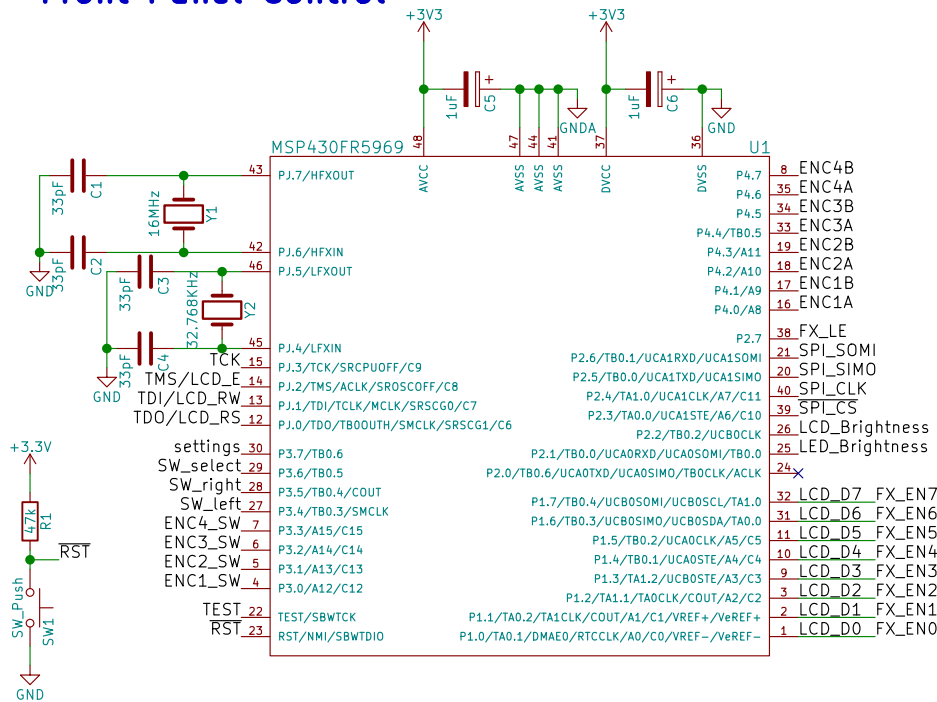 Front Panel Control
+3V3
+3V3
1uF
C5
1uF
C6
GNDA
GND
48
47
44
41
37
36
MSP430FR5969
U1
AVCC
AVSS
AVSS
AVSS
DVCC
DVSS
33pF
C1
33pF
C2
GND
16MHz
Y1
33pF
C3
33pF
C4
GND
32.768KHz
Y2
43 PJ.7/HFXOUT
42 PJ.6/HFXIN
46 PJ.5/LFXOUT
45 PJ.4/LFXIN
TCK 15 PJ.3/TCK/SRCPUOFF/C9
TMS/LCD_E 14 PJ.2/TMS/ACLK/SROSCOFF/C8
TDI/LCD_RW 13 PJ.1/TDI/TCLK/MCLK/SRSCG0/C7
TDO/LCD_RS 12 PJ.0/TDO/TB0OUTH/SMCLK/SRSCG1/C6
settings 30 P3.7/TB0.6
SW_select 29 P3.6/TB0.5
SW_right 28 P3.5/TB0.4/COUT
SW_left 27 P3.4/TB0.3/SMCLK
ENC4_SW 7 P3.3/A15/C15
ENC3_SW 6 P3.2/A14/C14
ENC2_SW 5 P3.1/A13/C13
ENC1_SW 4 P3.0/A12/C12
TEST 22 TEST/SBWTCK
RST 23 RST/NMI/SBWTDIO
P4.7 8 ENC4B
P4.6 35 ENC4A
P4.5 34 ENC3B
P4.4/TB0.5 33 ENC3A
P4.3/A11 19 ENC2B
P4.2/A10 18 ENC2A
P4.1/A9 17 ENC1B
P4.0/A8 16 ENC1A
P2.7 38 FX_LE
P2.6/TB0.1/UCA1RXD/UCA1SOMI 21 SPI_SOMI
P2.5/TB0.0/UCA1TXD/UCA1SIMO 20 SPI_SIMO
P2.4/TA1.0/UCA1CLK/A7/C11 40 SPI_CLK
P2.3/TA0.0/UCA1STE/A6/C10 39 SPI_CS
P2.2/TB0.2/UCB0CLK 26 LCD_Brightness
P2.1/TB0.0/UCA0RXD/UCA0SOMI/TB0.0 25 LED_Brightness
P2.0/TB0.6/UCA0TXD/UCA0SIMO/TB0CLK/ACLK 24
P1.7/TB0.4/UCB0SOMI/UCB0SCL/TA1.0 32 LCD_D7 FX_EN7
P1.6/TB0.3/UCB0SIMO/UCB0SDA/TA0.0 31 LCD_D6 FX_EN6
P1.5/TB0.2/UCA0CLK/A5/C5 11 LCD_D5 FX_EN5
P1.4/TB0.1/UCA0STE/A4/C4 10 LCD_D4 FX_EN4
P1.3/TA1.2/UCB0STE/A3/C3 9 LCD_D3 FX_EN3
P1.2/TA1.1/TA0CLK/COUT/A2/C2 3 LCD_D2 FX_EN2
P1.1/TA0.2/TA1CLK/COUT/A1/C1/VREF+/VeREF+ 2 LCD_D1 FX_EN1
P1.0/TA0.1/DMAE0/RTCCLK/A0/C0/VREF-/VeREF- 1 LCD_D0 FX_EN0
+3.3V
47k
R1
RST
SW_Push
SW1
GND